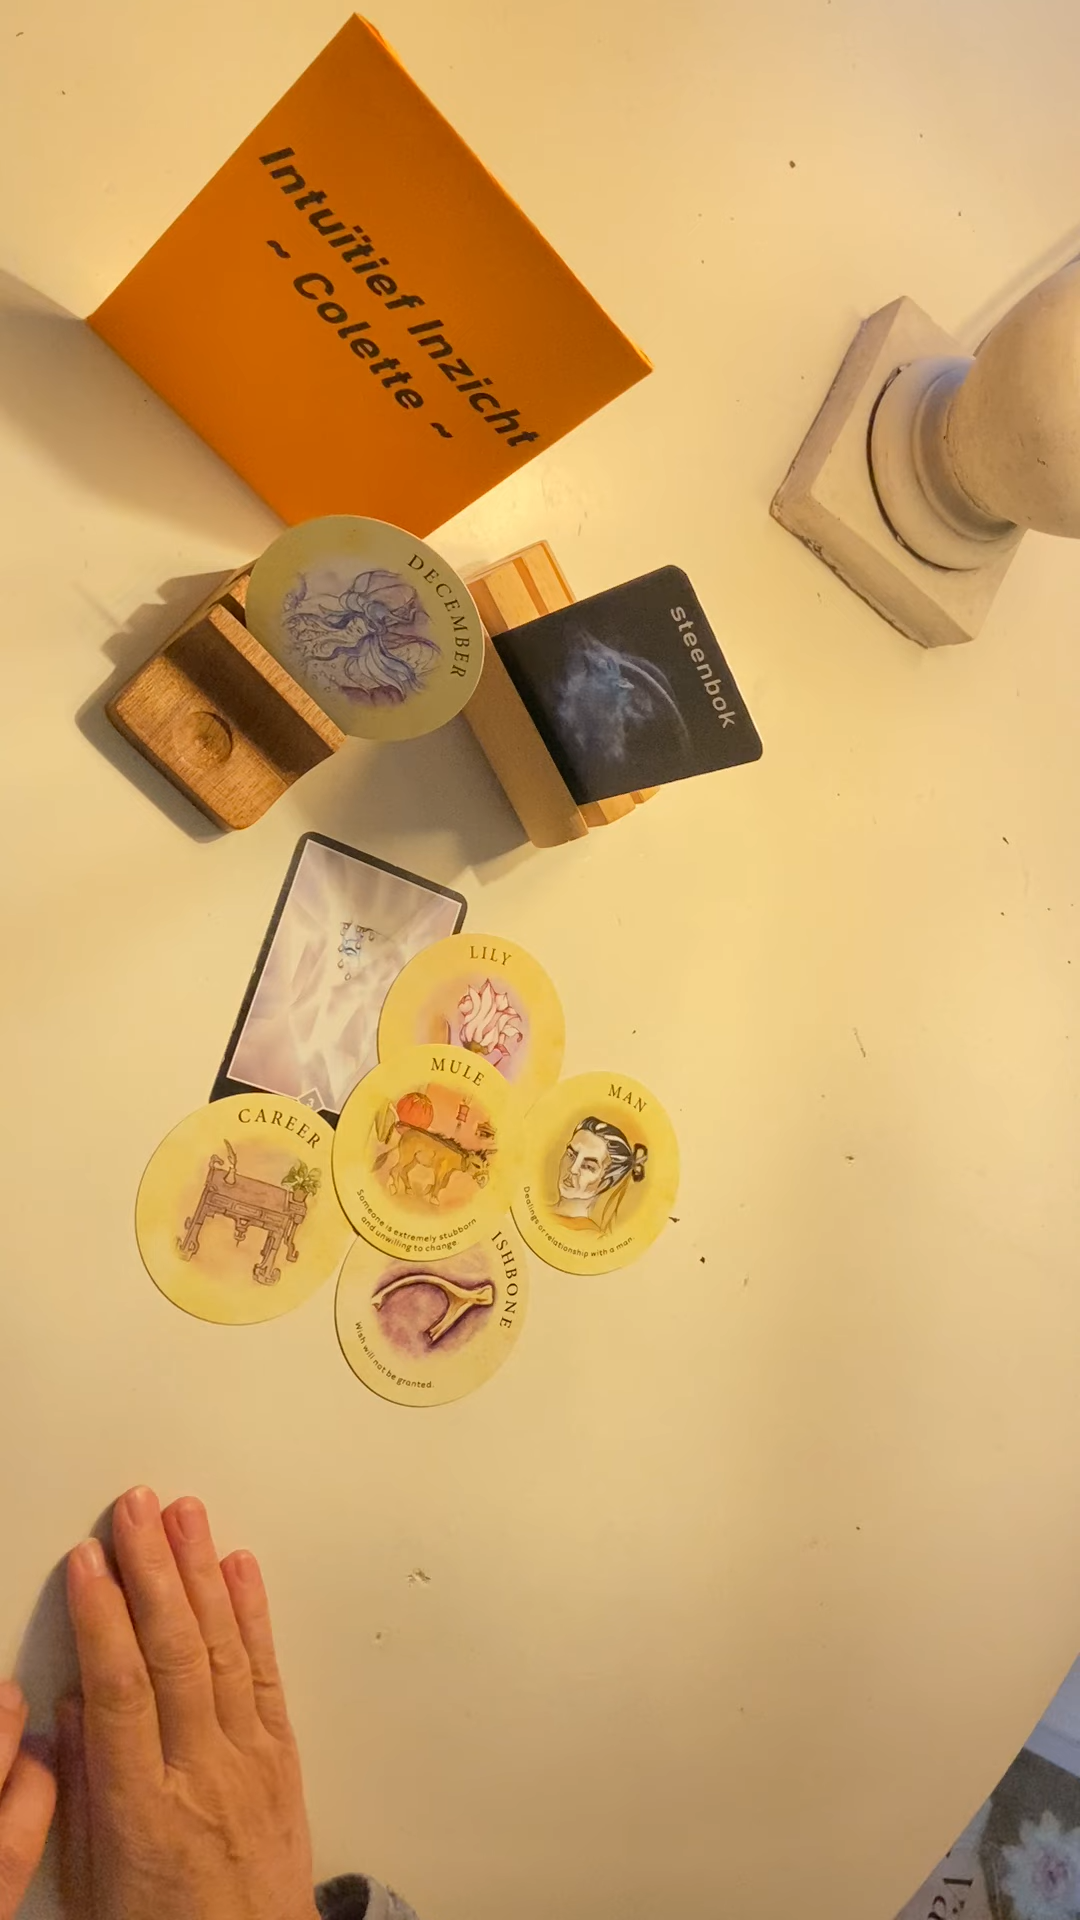 Intuïtief Inzicht
~ Colette ~
DECEMBER
steenbok
3
LILY
MULE
Someone is extremely stubborn
and unwilling to change.
MAN
Dealings or relationship with a man.
CAREER
ISHBONE
Wish will not be granted.